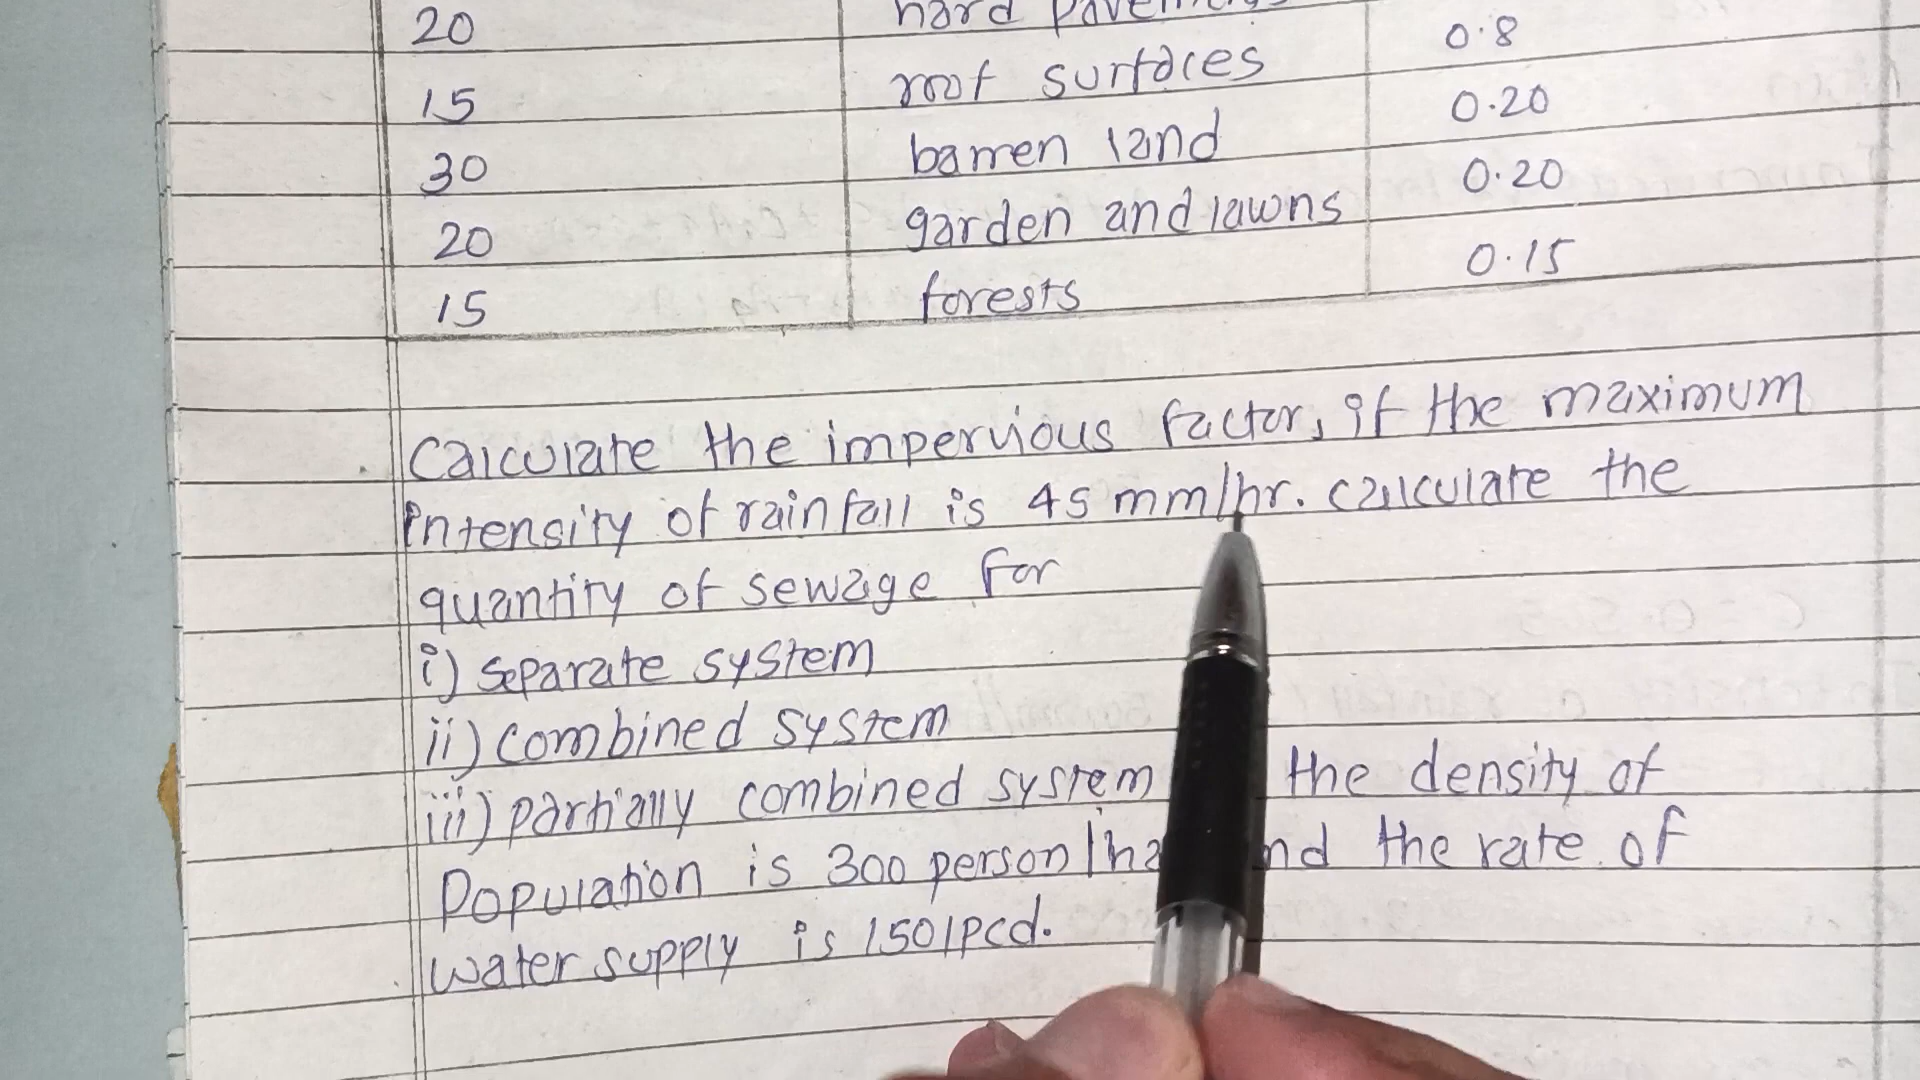 20 hard pavements
15 roof surfaces 0.8
30 barren land 0.20
20 garden and lawns 0.20
15 forests 0.15
Calculate the impervious factor, if the maximum
intensity of rainfall is 45 mm/hr. calculate the
quantity of sewage for
i) separate system
ii) combined system
iii) partially combined system the density of
Population is 300 person/ha and the rate of
water supply is 150lpcd.